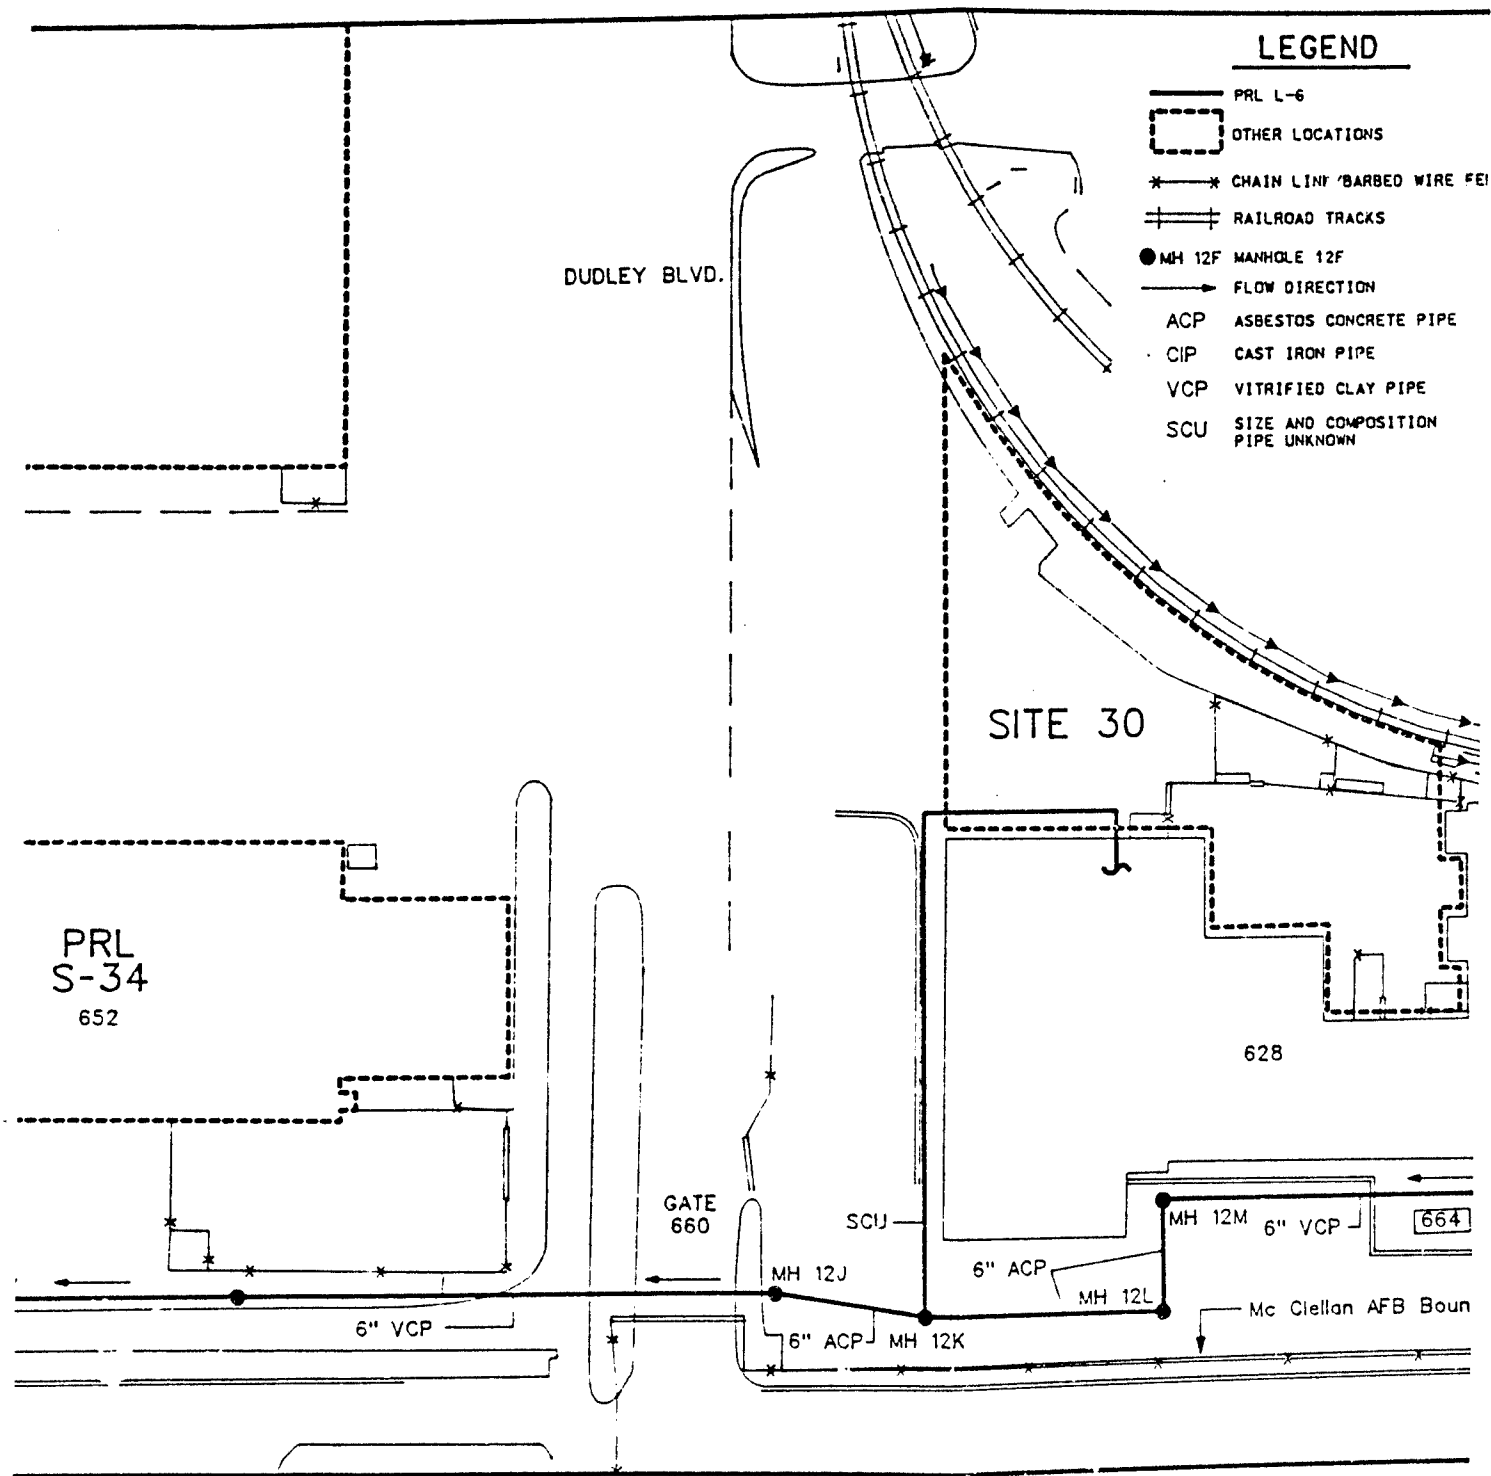 LEGEND
PRL L-6
OTHER LOCATIONS
CHAIN LINK/BARBED WIRE FE
RAILROAD TRACKS
MH 12F MANHOLE 12F
FLOW DIRECTION
ACP ASBESTOS CONCRETE PIPE
CIP CAST IRON PIPE
VCP VITRIFIED CLAY PIPE
SCU SIZE AND COMPOSITION
PIPE UNKNOWN
DUDLEY BLVD.
SITE 30
PRL
S-34
652
628
GATE
660
SCU
MH 12M
6" VCP
664
6" ACP
MH 12J
MH 12L
Mc Clellan AFB Boun
6" VCP
6" ACP
MH 12K